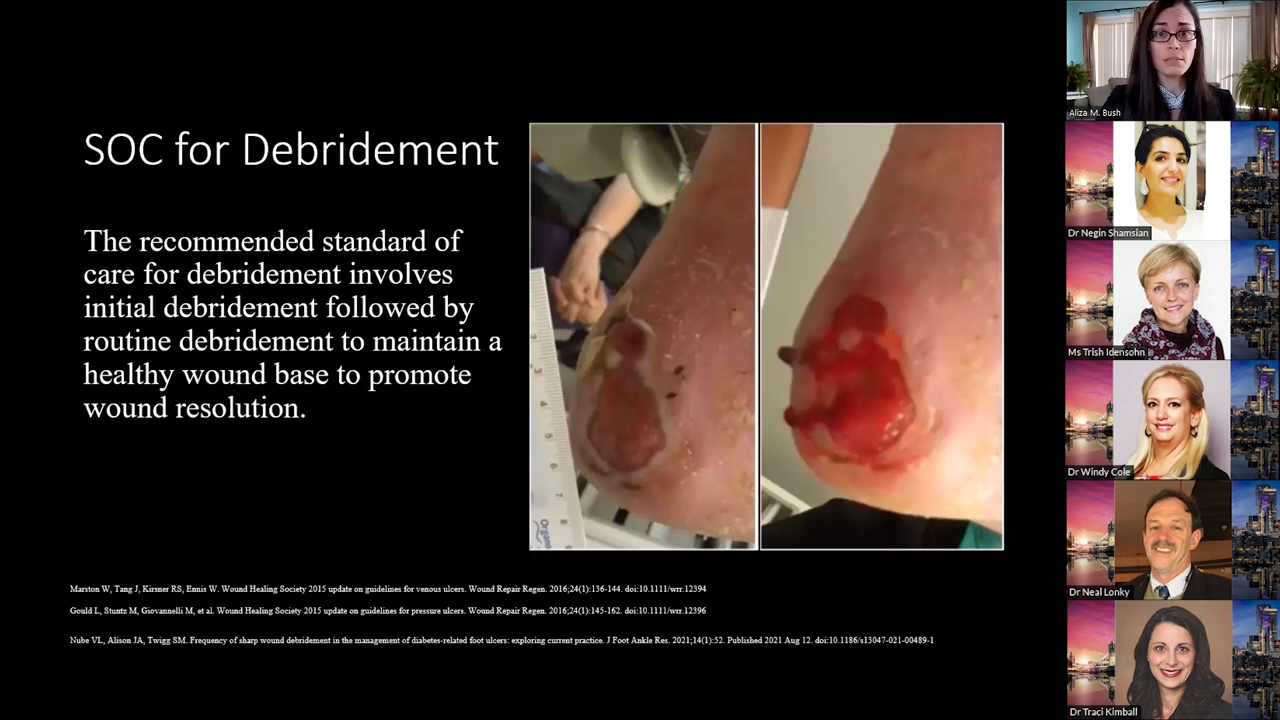 SOC for Debridement
The recommended standard of
care for debridement involves
initial debridement followed by
routine debridement to maintain a
healthy wound base to promote
wound resolution.
3
5
6
7
8
Marston W, Tang J, Kirsner RS, Ennis W. Wound Healing Society 2015 update on guidelines for venous ulcers. Wound Repair Regen. 2016;24(1):136-144. doi:10.1111/wrr.12394
Gould L, Stuntz M, Giovannelli M, et al. Wound Healing Society 2015 update on guidelines for pressure ulcers. Wound Repair Regen. 2016;24(1):145-162. doi:10.1111/wrr.12396
Nube VL, Alison JA, Twigg SM. Frequency of sharp wound debridement in the management of diabetes-related foot ulcers: exploring current practice. J Foot Ankle Res. 2021;14(1):52. Published 2021 Aug 12. doi:10.1186/s13047-021-00489-1
Aliza M. Bush
Dr Negin Shamsian
Ms Trish Idensohn
Dr Windy Cole
Dr Neal Lonky
Dr Traci Kimball